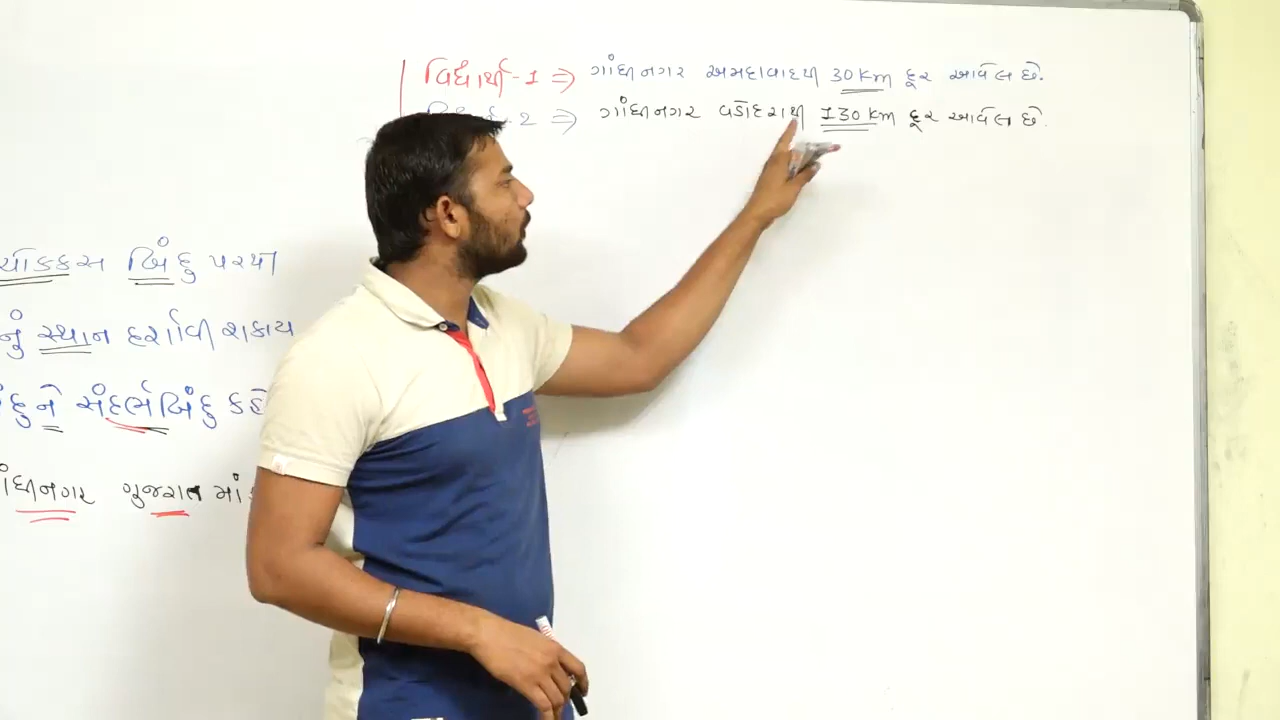 વિદ્યાર્થી-1 ⇒ ગાંધીનગર અમદાવાદથી 30 Km દૂર આવેલ છે.
2 ⇒ ગાંધીનગર વડોદરાથી 130 Km દૂર આવેલ છે.
ચોક્કસ બિંદુ પરથી
નું સ્થાન દર્શાવી શકાય
ને સંદર્ભબિંદુ કહે
ગાંધીનગર ગુજરાત માં